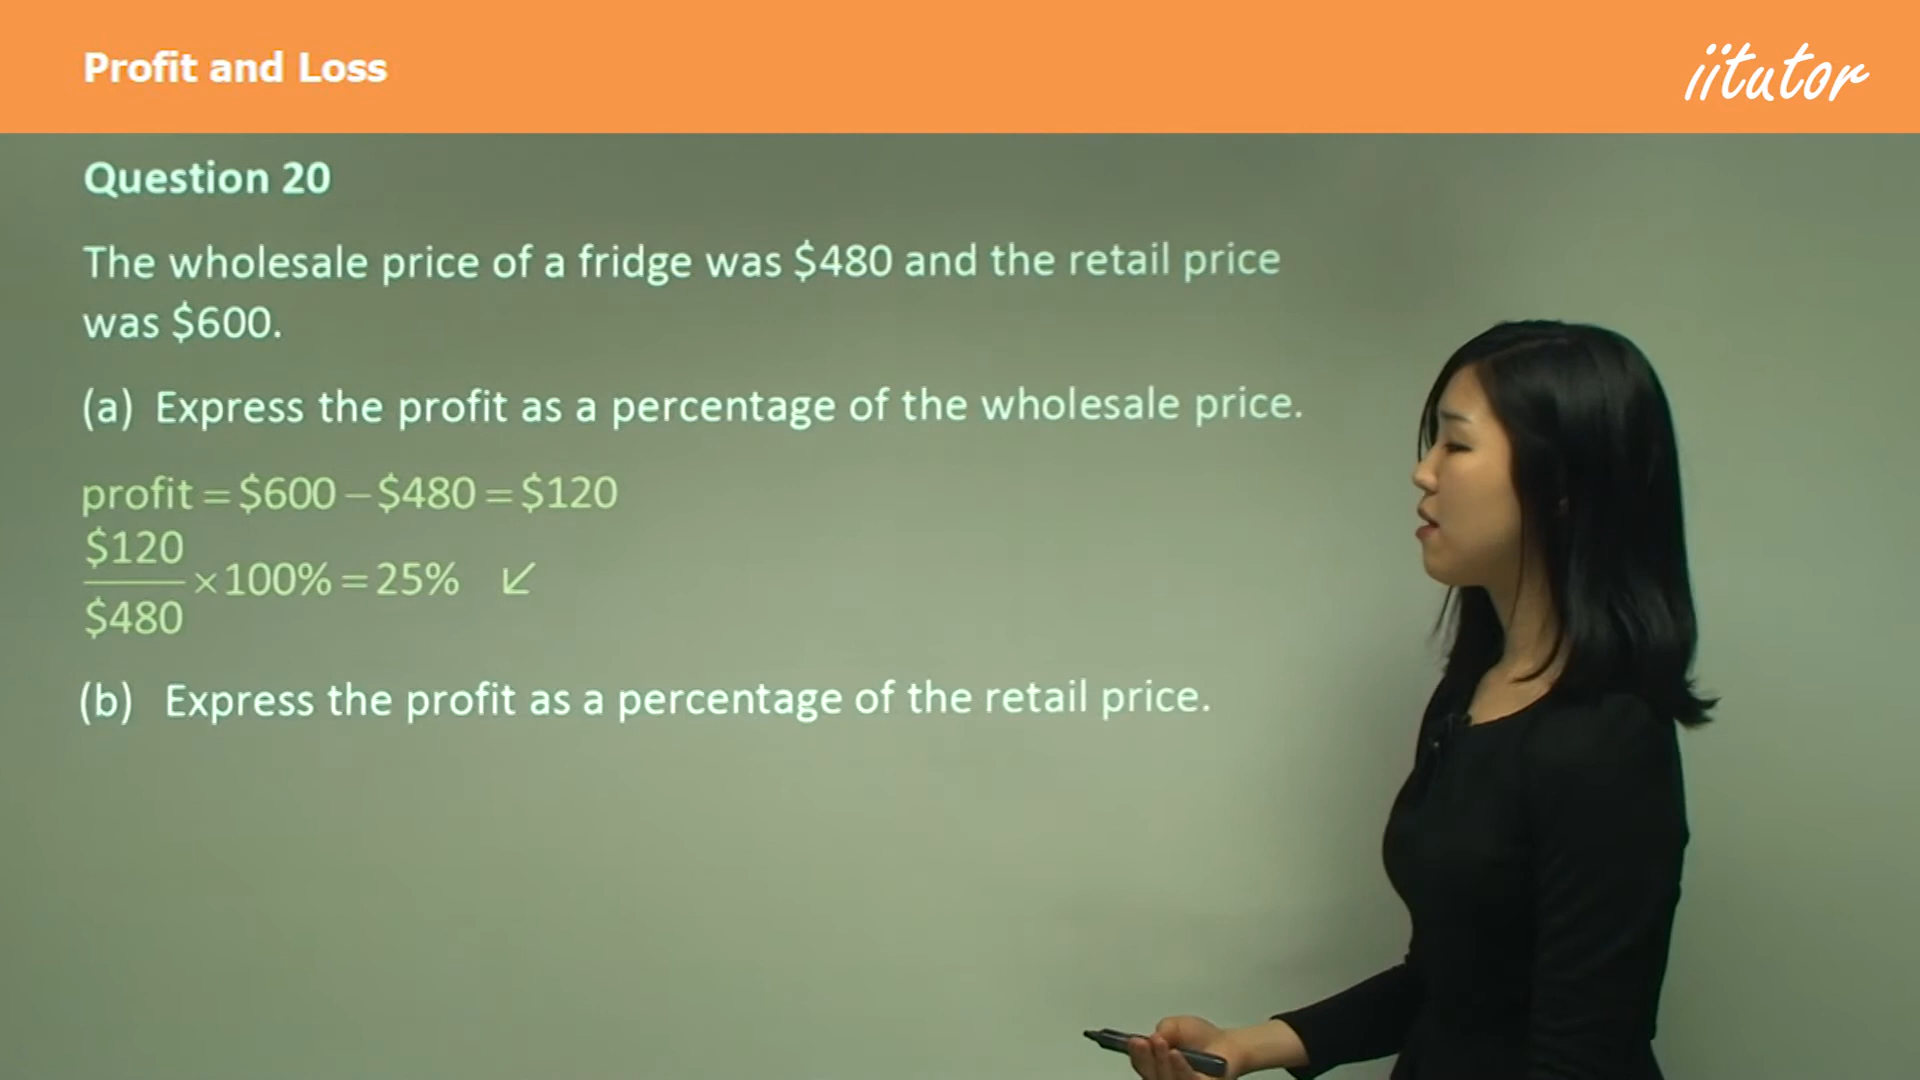 Profit and Loss
iitutor
Question 20
The wholesale price of a fridge was $480 and the retail price
was $600.
(a) Express the profit as a percentage of the wholesale price.
profit = $600 – $480 = $120
$120
× 100% = 25% ↙
$480
(b) Express the profit as a percentage of the retail price.